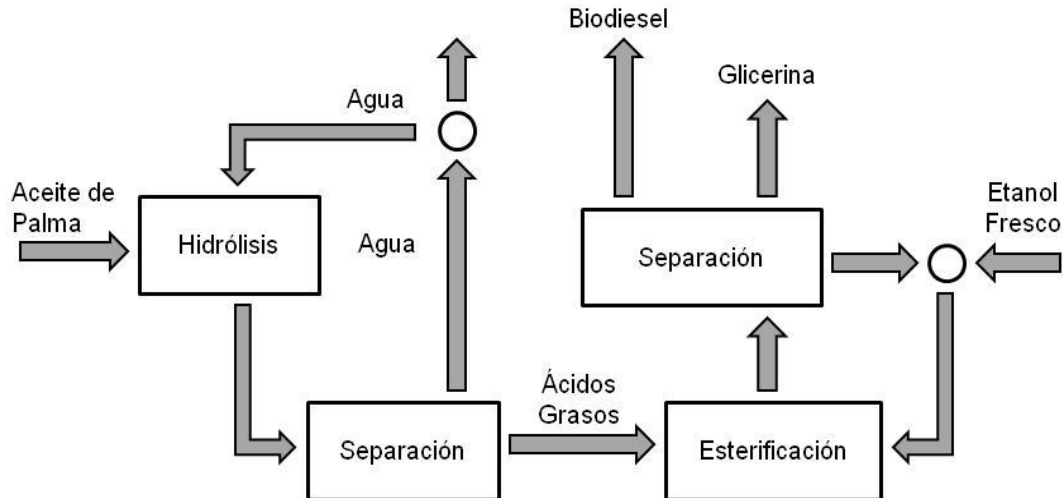 Biodiesel
Glicerina
Agua
Aceite de
Palma
Hidrólisis
Agua
Separación
Etanol
Fresco
Ácidos
Grasos
Separación
Esterificación